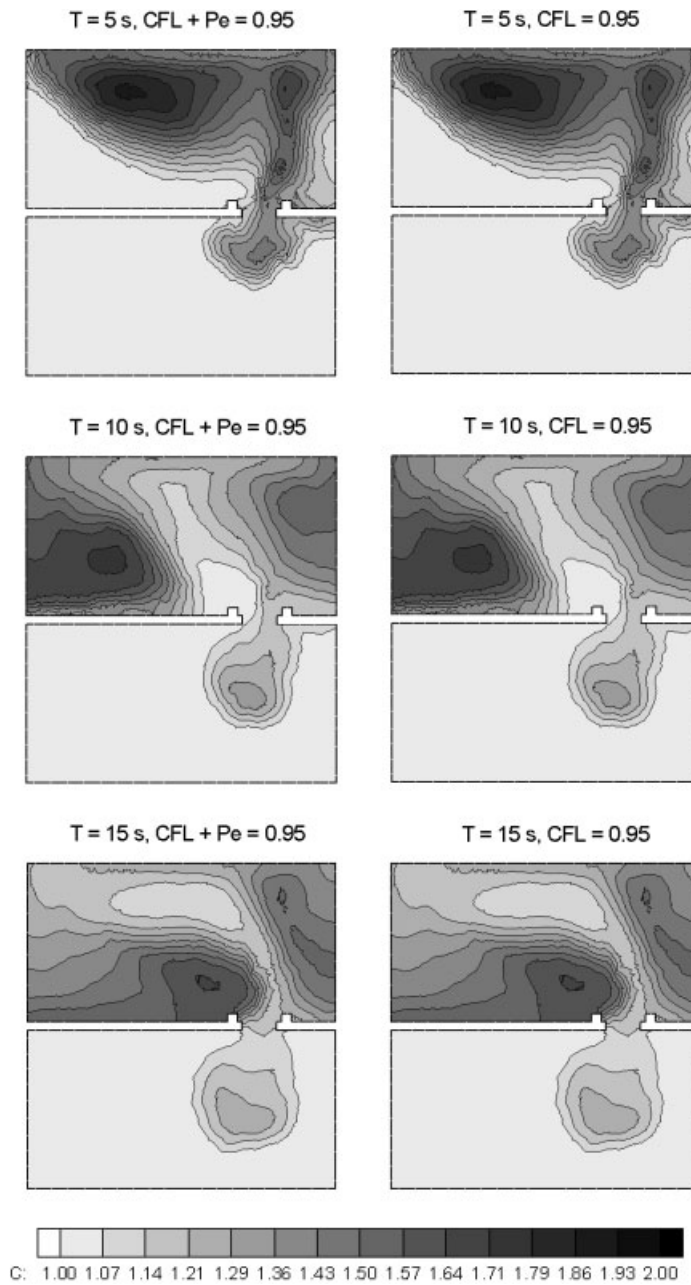 T = 5 s, CFL + Pe = 0.95
T = 5 s, CFL = 0.95
T = 10 s, CFL + Pe = 0.95
T = 10 s, CFL = 0.95
T = 15 s, CFL + Pe = 0.95
T = 15 s, CFL = 0.95
C: 1.00 1.07 1.14 1.21 1.29 1.36 1.43 1.50 1.57 1.64 1.71 1.79 1.86 1.93 2.00